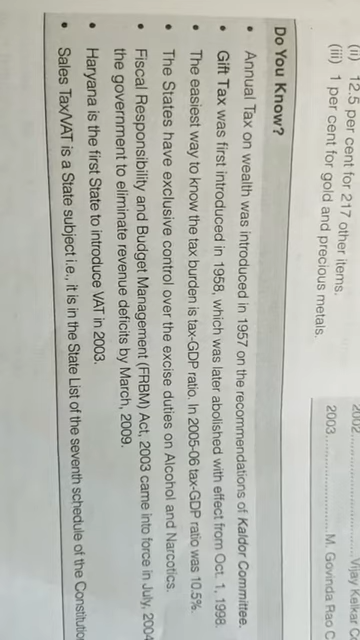 (ii) 12.5 per cent for 217 other items.
(iii) 1 per cent for gold and precious metals.
2002 Vijay Kelkar C
2003 M. Govinda Rao C
Do You Know?
• Annual Tax on wealth was introduced in 1957 on the recommendations of Kaldor Committee.
• Gift Tax was first introduced in 1958, which was later abolished with effect from Oct. 1, 1998.
• The easiest way to know the tax burden is tax-GDP ratio. In 2005-06 tax-GDP ratio was 10.5%.
• The States have exclusive control over the excise duties on Alcohol and Narcotics.
• Fiscal Responsibility and Budget Management (FRBM) Act, 2003 came into force in July, 2004
the government to eliminate revenue deficits by March, 2009.
• Haryana is the first State to introduce VAT in 2003.
• Sales Tax/VAT is a State subject i.e., it is in the State List of the seventh schedule of the Constitution